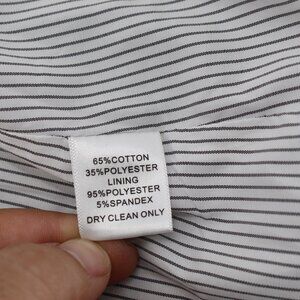 65%COTTON
35%POLYESTER
LINING
95%POLYESTER
5%SPANDEX
DRY CLEAN ONLY